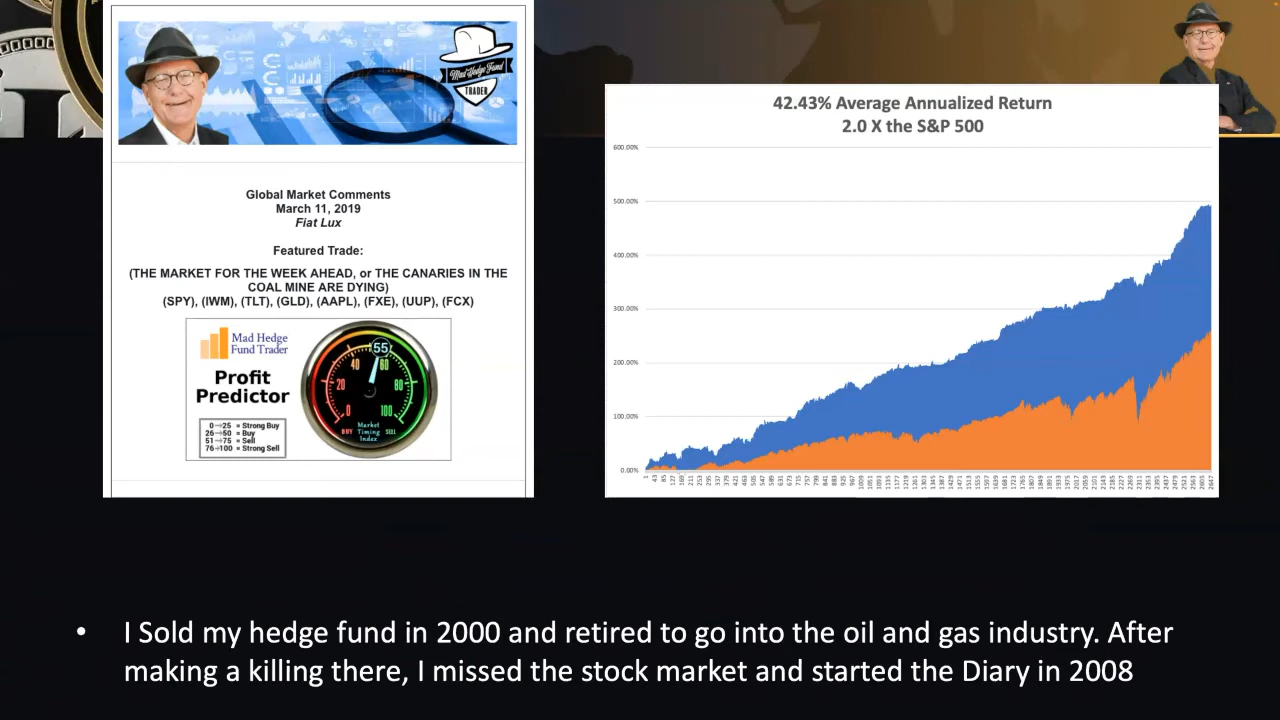 Mad Hedge Fund
TRADER
Global Market Comments
March 11, 2019
Fiat Lux
Featured Trade:
(THE MARKET FOR THE WEEK AHEAD, or THE CANARIES IN THE
COAL MINE ARE DYING)
(SPY), (IWM), (TLT), (GLD), (AAPL), (FXE), (UUP), (FCX)
Mad Hedge
Fund Trader
Profit
Predictor
0→25 = Strong Buy
26→50 = Buy
51→75 = Sell
76→100 = Strong Sell
55
40
60
20
80
0
100
BUY
Market
Timing
Index
SELL
42.43% Average Annualized Return
2.0 X the S&P 500
600.00%
500.00%
400.00%
300.00%
200.00%
100.00%
0.00%
• I Sold my hedge fund in 2000 and retired to go into the oil and gas industry. After
making a killing there, I missed the stock market and started the Diary in 2008